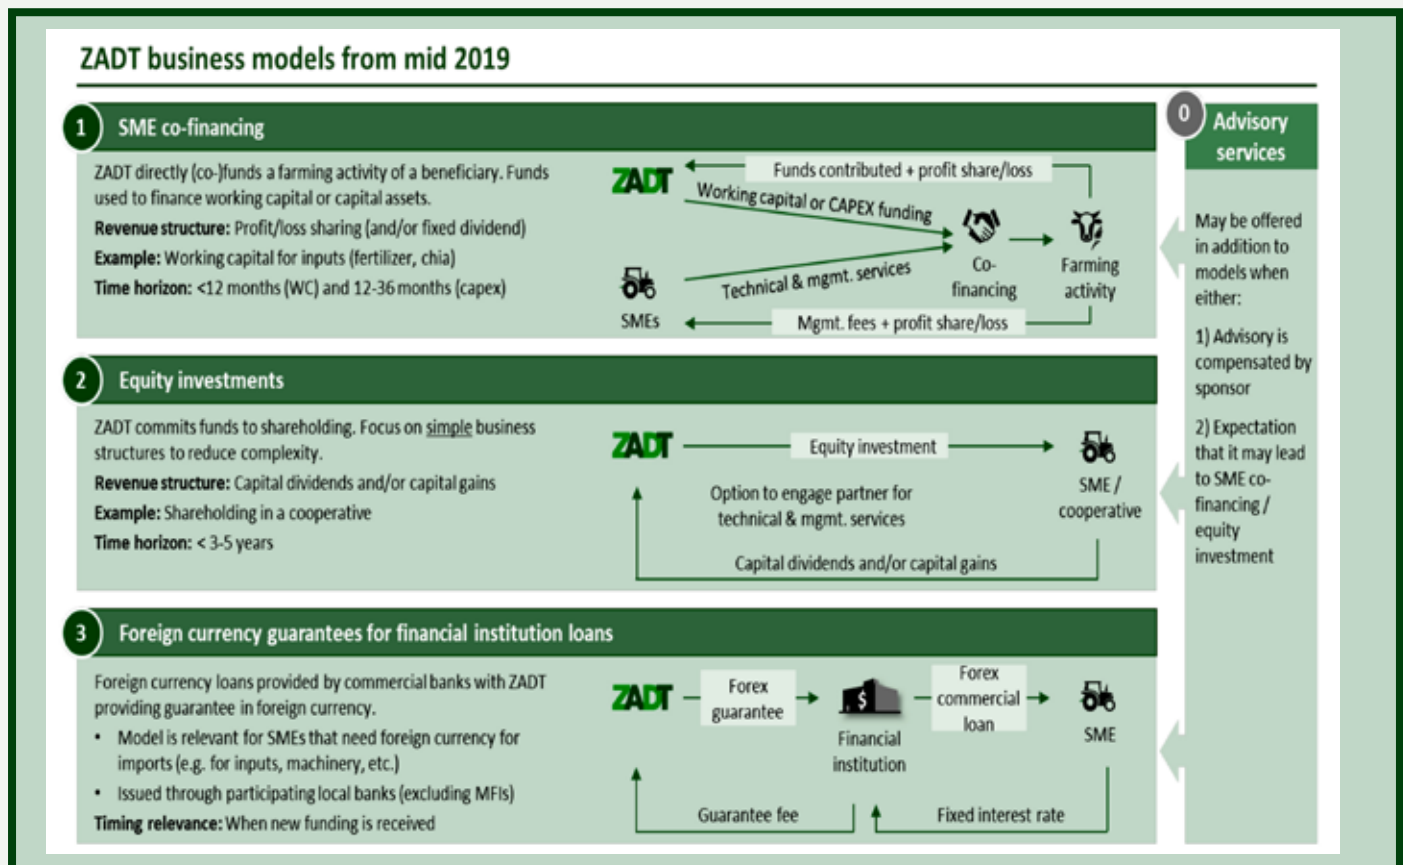 ZADT business models from mid 2019
1 SME co-financing
ZADT directly (co-)funds a farming activity of a beneficiary. Funds
used to finance working capital or capital assets.
Revenue structure: Profit/loss sharing (and/or fixed dividend)
Example: Working capital for inputs (fertilizer, chia)
Time horizon: <12 months (WC) and 12-36 months (capex)
ZADT
Funds contributed + profit share/loss
Working capital or CAPEX funding
Technical & mgmt. services
Co-
financing
Farming
activity
SMEs
Mgmt. fees + profit share/loss
2 Equity investments
ZADT commits funds to shareholding. Focus on simple business
structures to reduce complexity.
Revenue structure: Capital dividends and/or capital gains
Example: Shareholding in a cooperative
Time horizon: < 3-5 years
ZADT
Equity investment
Option to engage partner for
technical & mgmt. services
SME /
cooperative
Capital dividends and/or capital gains
3 Foreign currency guarantees for financial institution loans
Foreign currency loans provided by commercial banks with ZADT
providing guarantee in foreign currency.
• Model is relevant for SMEs that need foreign currency for
imports (e.g. for inputs, machinery, etc.)
• Issued through participating local banks (excluding MFIs)
Timing relevance: When new funding is received
ZADT
Forex
guarantee
$
Financial
institution
Forex
commercial
loan
SME
Guarantee fee
Fixed interest rate
0 Advisory
services
May be offered
in addition to
models when
either:
1) Advisory is
compensated by
sponsor
2) Expectation
that it may lead
to SME co-
financing /
equity
investment